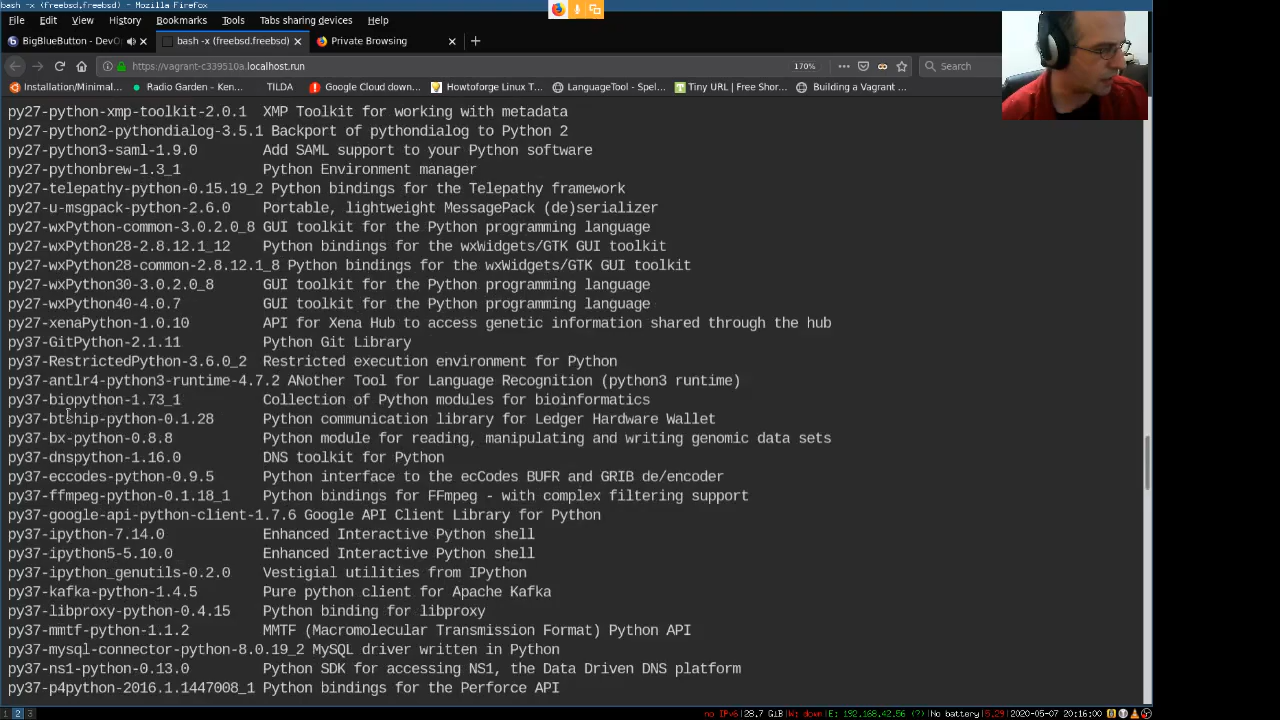 bash -x (freebsd.freebsd) - Mozilla Firefox
File Edit View History Bookmarks Tools Tabs sharing devices Help
BigBlueButton - DevO bash -x (freebsd.freebsd) Private Browsing
https://vagrant-c339510a.localhost.run 170% Search
Installation/Minimal... Radio Garden - Ken... TILDA Google Cloud down... Howtoforge Linux T... LanguageTool - Spel... Tiny URL | Free Shor... Building a Vagrant ...
py27-python-xmp-toolkit-2.0.1 XMP Toolkit for working with metadata
py27-python2-pythondialog-3.5.1 Backport of pythondialog to Python 2
py27-python3-saml-1.9.0 Add SAML support to your Python software
py27-pythonbrew-1.3_1 Python Environment manager
py27-telepathy-python-0.15.19_2 Python bindings for the Telepathy framework
py27-u-msgpack-python-2.6.0 Portable, lightweight MessagePack (de)serializer
py27-wxPython-common-3.0.2.0_8 GUI toolkit for the Python programming language
py27-wxPython28-2.8.12.1_12 Python bindings for the wxWidgets/GTK GUI toolkit
py27-wxPython28-common-2.8.12.1_8 Python bindings for the wxWidgets/GTK GUI toolkit
py27-wxPython30-3.0.2.0_8 GUI toolkit for the Python programming language
py27-wxPython40-4.0.7 GUI toolkit for the Python programming language
py27-xenaPython-1.0.10 API for Xena Hub to access genetic information shared through the hub
py37-GitPython-2.1.11 Python Git Library
py37-RestrictedPython-3.6.0_2 Restricted execution environment for Python
py37-antlr4-python3-runtime-4.7.2 ANother Tool for Language Recognition (python3 runtime)
py37-biopython-1.73_1 Collection of Python modules for bioinformatics
py37-btchip-python-0.1.28 Python communication library for Ledger Hardware Wallet
py37-bx-python-0.8.8 Python module for reading, manipulating and writing genomic data sets
py37-dnspython-1.16.0 DNS toolkit for Python
py37-eccodes-python-0.9.5 Python interface to the ecCodes BUFR and GRIB de/encoder
py37-ffmpeg-python-0.1.18_1 Python bindings for FFmpeg - with complex filtering support
py37-google-api-python-client-1.7.6 Google API Client Library for Python
py37-ipython-7.14.0 Enhanced Interactive Python shell
py37-ipython5-5.10.0 Enhanced Interactive Python shell
py37-ipython_genutils-0.2.0 Vestigial utilities from IPython
py37-kafka-python-1.4.5 Pure python client for Apache Kafka
py37-libproxy-python-0.4.15 Python binding for libproxy
py37-mmtf-python-1.1.2 MMTF (Macromolecular Transmission Format) Python API
py37-mysql-connector-python-8.0.19_2 MySQL driver written in Python
py37-ns1-python-0.13.0 Python SDK for accessing NS1, the Data Driven DNS platform
py37-p4python-2016.1.1447008_1 Python bindings for the Perforce API
1 2 3 no IPv6|28.7 GiB|W: down|E: 192.168.42.56 (?)|No battery|5.29|2020-05-07 20:16:00